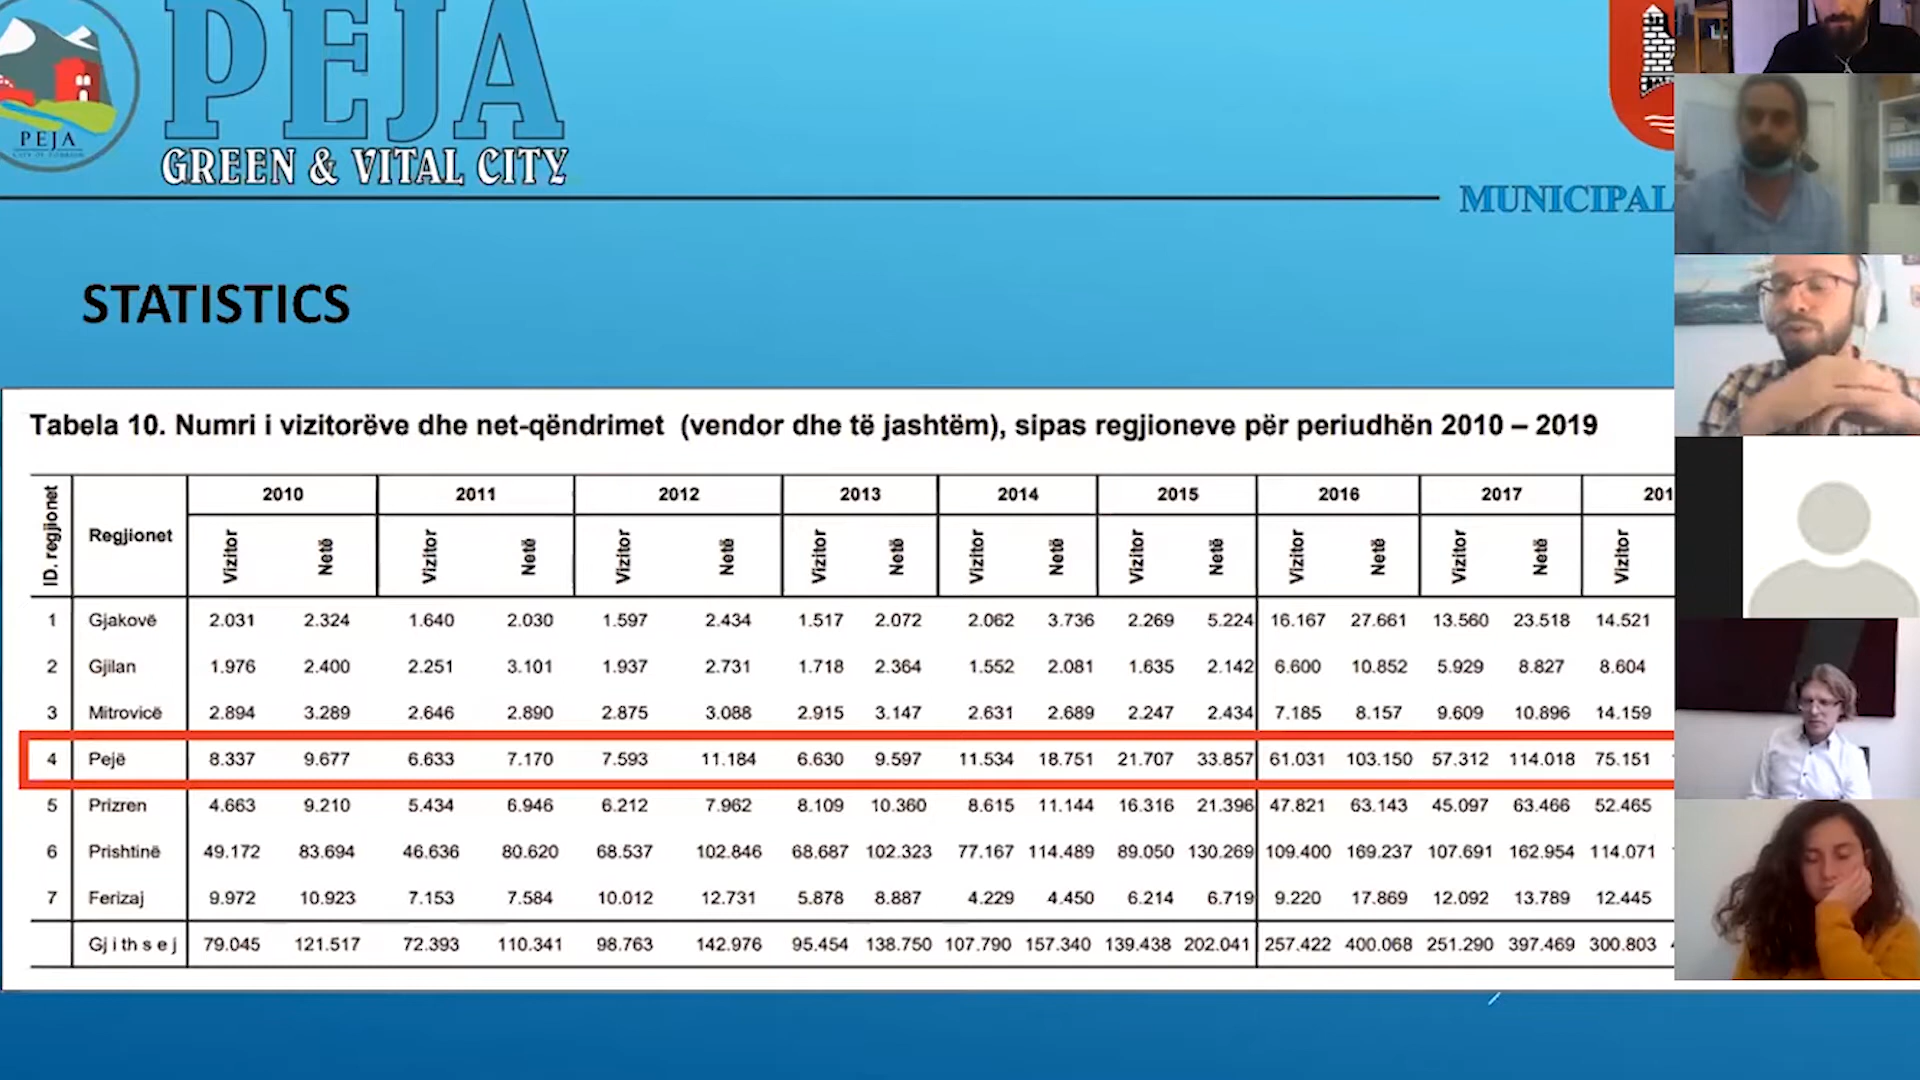 PEJA
PEJA
GREEN & VITAL CITY
MUNICIPAL
STATISTICS
Tabela 10. Numri i vizitorëve dhe net-qëndrimet (vendor dhe të jashtëm), sipas regjioneve për periudhën 2010 – 2019
ID. regjionet Regjionet 2010 2011 2012 2013 2014 2015 2016 2017 201
Vizitor Netë Vizitor Netë Vizitor Netë Vizitor Netë Vizitor Netë Vizitor Netë Vizitor Netë Vizitor Netë Vizitor
1 Gjakovë 2.031 2.324 1.640 2.030 1.597 2.434 1.517 2.072 2.062 3.736 2.269 5.224 16.167 27.661 13.560 23.518 14.521
2 Gjilan 1.976 2.400 2.251 3.101 1.937 2.731 1.718 2.364 1.552 2.081 1.635 2.142 6.600 10.852 5.929 8.827 8.604
3 Mitrovicë 2.894 3.289 2.646 2.890 2.875 3.088 2.915 3.147 2.631 2.689 2.247 2.434 7.185 8.157 9.609 10.896 14.159
4 Pejë 8.337 9.677 6.633 7.170 7.593 11.184 6.630 9.597 11.534 18.751 21.707 33.857 61.031 103.150 57.312 114.018 75.151
5 Prizren 4.663 9.210 5.434 6.946 6.212 7.962 8.109 10.360 8.615 11.144 16.316 21.396 47.821 63.143 45.097 63.466 52.465
6 Prishtinë 49.172 83.694 46.636 80.620 68.537 102.846 68.687 102.323 77.167 114.489 89.050 130.269 109.400 169.237 107.691 162.954 114.071
7 Ferizaj 9.972 10.923 7.153 7.584 10.012 12.731 5.878 8.887 4.229 4.450 6.214 6.719 9.220 17.869 12.092 13.789 12.445
Gj i th s e j 79.045 121.517 72.393 110.341 98.763 142.976 95.454 138.750 107.790 157.340 139.438 202.041 257.422 400.068 251.290 397.469 300.803